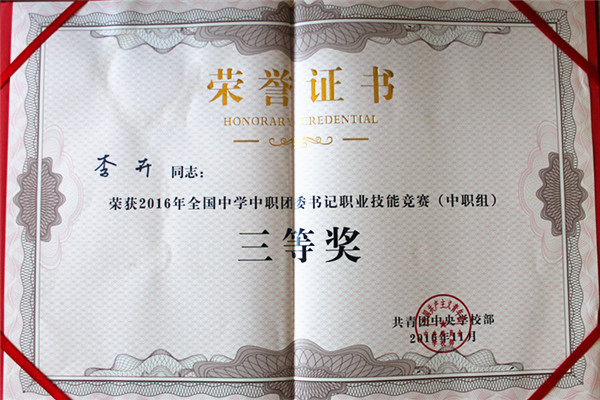 荣誉证书
HONORARY CREDENTIAL
李开 同志：
荣获2016年全国中学中职团委书记职业技能竞赛（中职组）
三等奖
共青团中央学校部
2016年11月